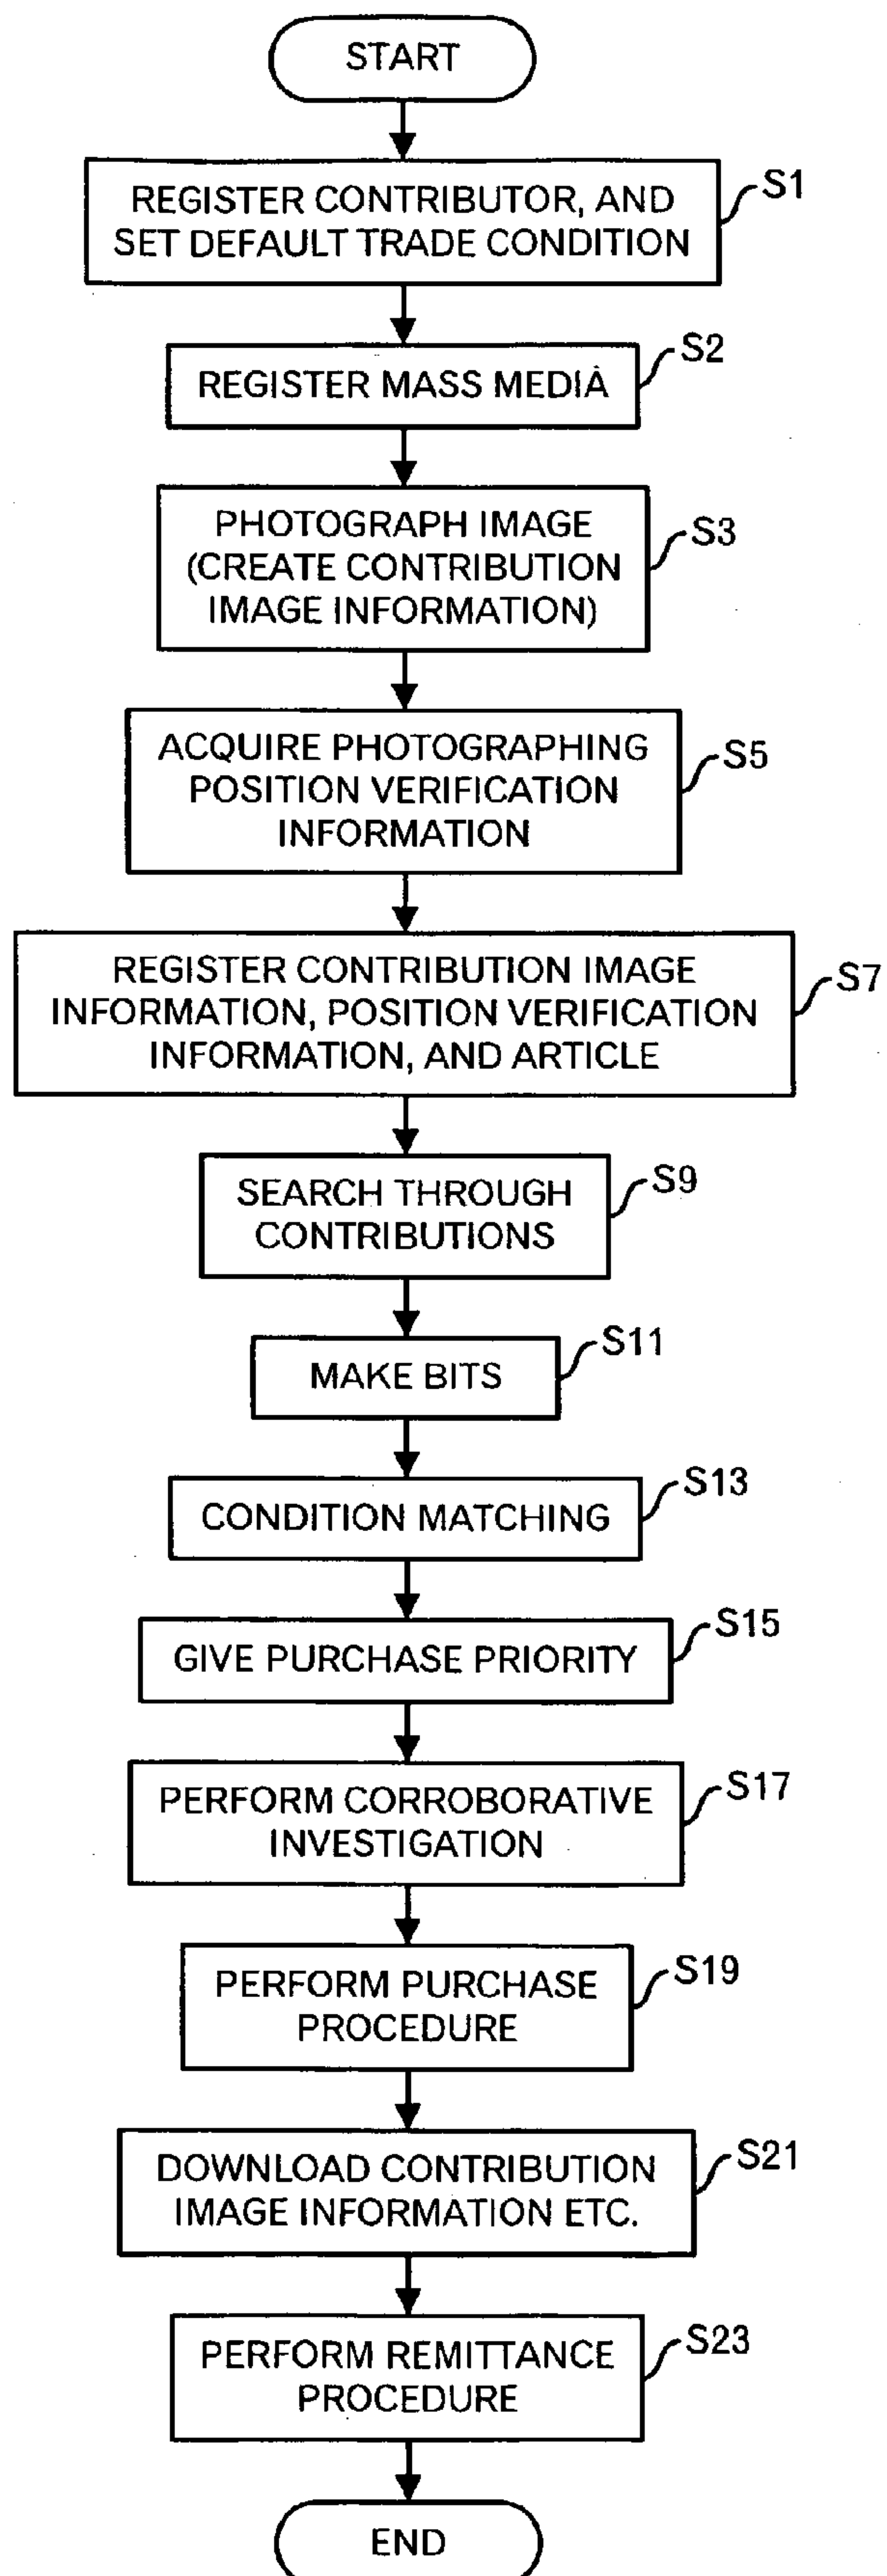 START
REGISTER CONTRIBUTOR, AND
SET DEFAULT TRADE CONDITION
S1
REGISTER MASS MEDIA
S2
PHOTOGRAPH IMAGE
(CREATE CONTRIBUTION
IMAGE INFORMATION)
S3
ACQUIRE PHOTOGRAPHING
POSITION VERIFICATION
INFORMATION
S5
REGISTER CONTRIBUTION IMAGE
INFORMATION, POSITION VERIFICATION
INFORMATION, AND ARTICLE
S7
SEARCH THROUGH
CONTRIBUTIONS
S9
MAKE BITS
S11
CONDITION MATCHING
S13
GIVE PURCHASE PRIORITY
S15
PERFORM CORROBORATIVE
INVESTIGATION
S17
PERFORM PURCHASE
PROCEDURE
S19
DOWNLOAD CONTRIBUTION
IMAGE INFORMATION ETC.
S21
PERFORM REMITTANCE
PROCEDURE
S23
END